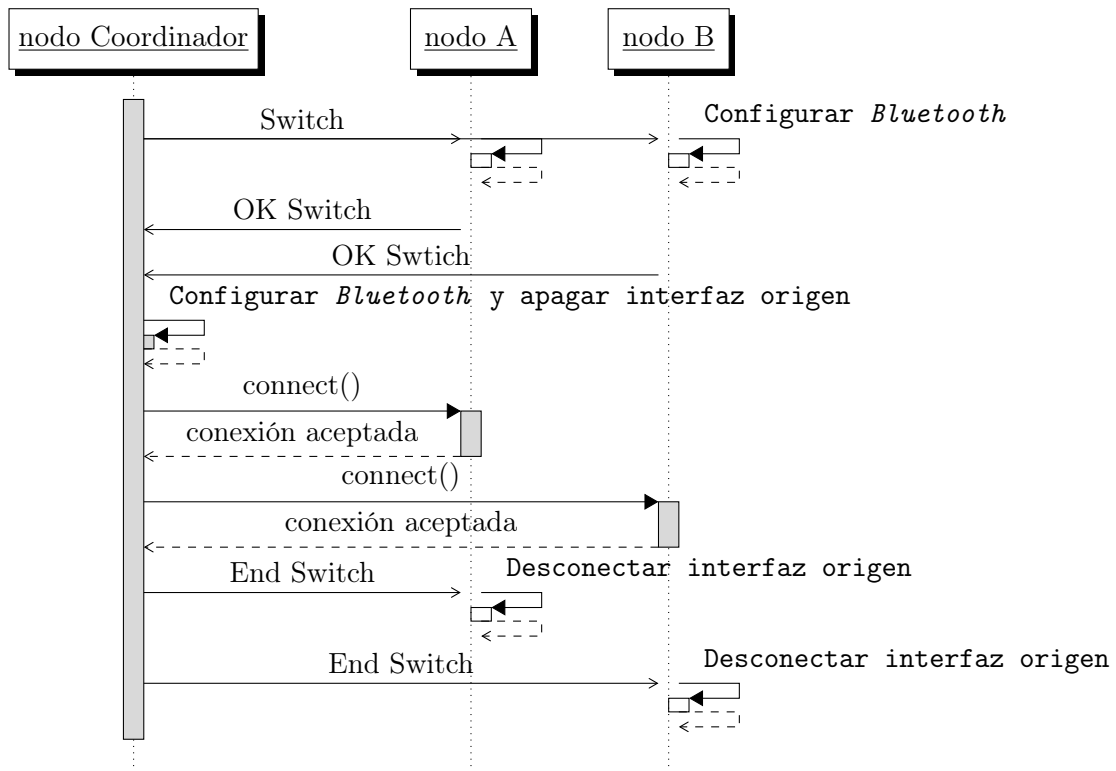 nodo Coordinador
nodo A
nodo B
Configurar Bluetooth
Switch
OK Switch
OK Swtich
Configurar Bluetooth y apagar interfaz origen
connect()
conexión aceptada
connect()
conexión aceptada
Desconectar interfaz origen
End Switch
Desconectar interfaz origen
End Switch